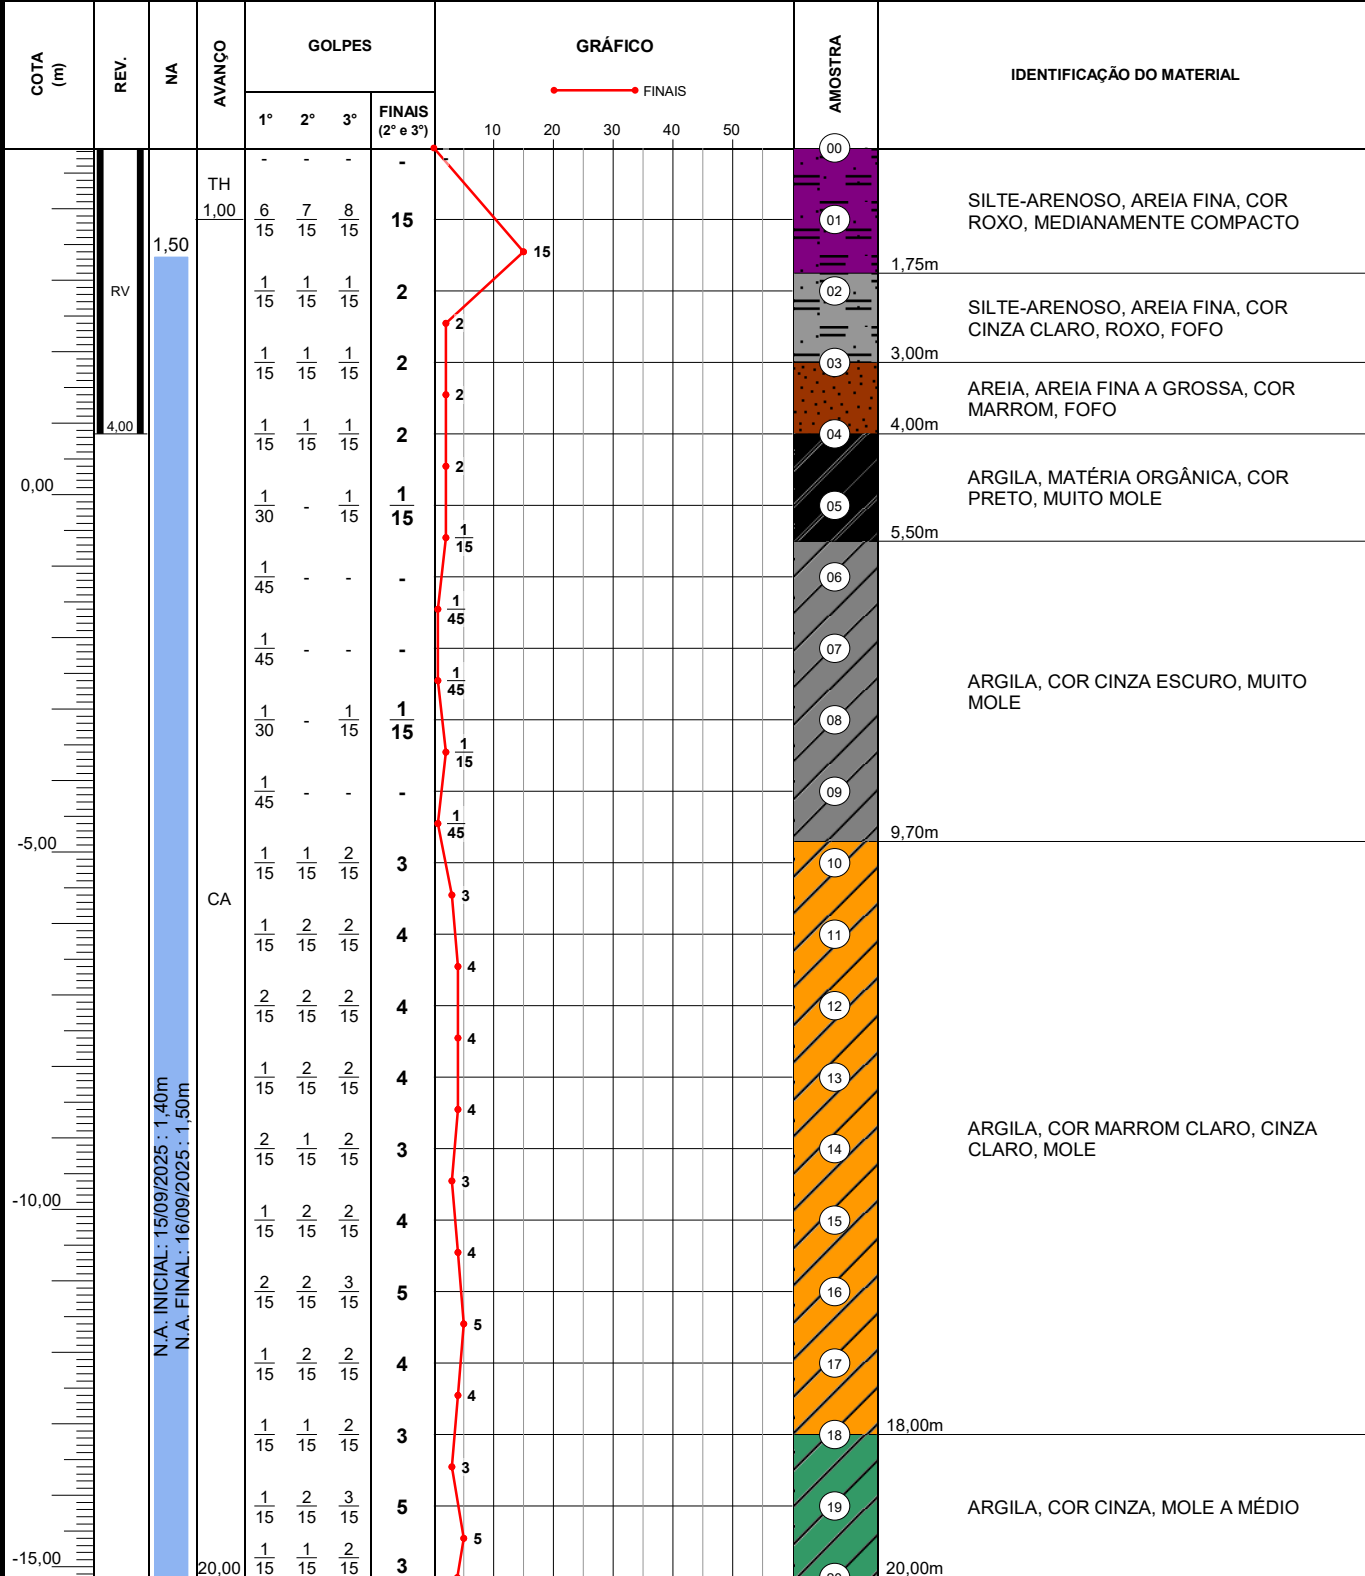 COTA (m)
REV.
NA
AVANÇO
GOLPES
1° 2° 3° FINAIS (2° e 3°)
GRÁFICO
FINAIS
10 20 30 40 50
AMOSTRA
IDENTIFICAÇÃO DO MATERIAL
- - - - - 00
TH
1,00 6/15 7/15 8/15 15 01
SILTE-ARENOSO, AREIA FINA, COR
ROXO, MEDIANAMENTE COMPACTO
1,50
15
1,75m
RV 1/15 1/15 1/15 2 02
SILTE-ARENOSO, AREIA FINA, COR
CINZA CLARO, ROXO, FOFO
2
3,00m
1/15 1/15 1/15 2 03
AREIA, AREIA FINA A GROSSA, COR
MARROM, FOFO
2
4,00 4,00m
1/15 1/15 1/15 2 04
2
ARGILA, MATÉRIA ORGÂNICA, COR
PRETO, MUITO MOLE
0,00
1/30 - 1/15 1/15 05
1/15
5,50m
1/45 - - - 06
1/45
1/45 - - - 07
1/45
ARGILA, COR CINZA ESCURO, MUITO
MOLE
1/30 - 1/15 1/15 08
1/15
1/45 - - - 09
1/45
9,70m
-5,00
1/15 1/15 2/15 3 10
CA
3
1/15 2/15 2/15 4 11
4
2/15 2/15 2/15 4 12
4
1/15 2/15 2/15 4 13
4
N.A. INICIAL: 15/09/2025 : 1,40m
N.A. FINAL: 16/09/2025 : 1,50m
ARGILA, COR MARROM CLARO, CINZA
CLARO, MOLE
2/15 1/15 2/15 3 14
3
-10,00
1/15 2/15 2/15 4 15
4
2/15 2/15 3/15 5 16
5
1/15 2/15 2/15 4 17
4
18,00m
1/15 1/15 2/15 3 18
3
1/15 2/15 3/15 5 19
ARGILA, COR CINZA, MOLE A MÉDIO
5
-15,00
20,00 1/15 1/15 2/15 3
20,00m